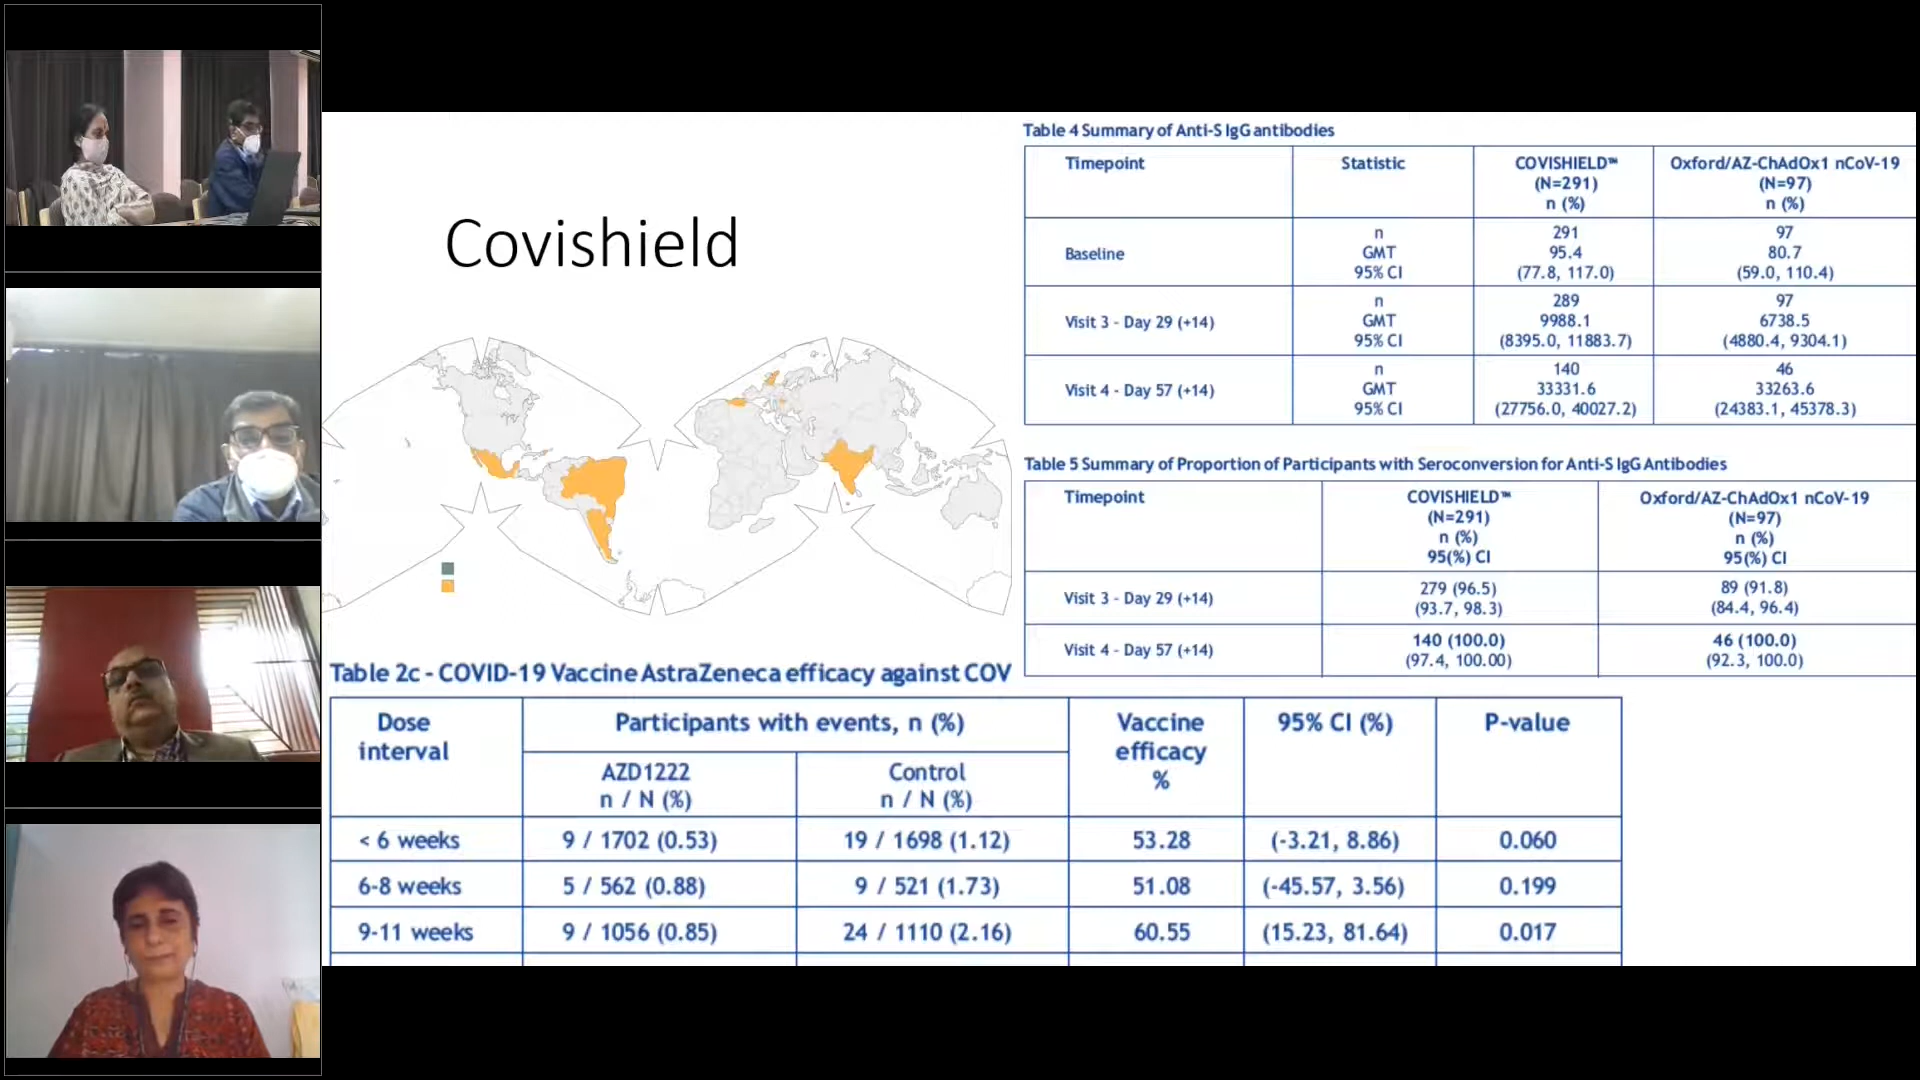 Covishield
Table 4 Summary of Anti-S IgG antibodies
Timepoint Statistic COVISHIELD™ (N=291) n (%) Oxford/AZ-ChAdOx1 nCoV-19 (N=97) n (%)
Baseline n 291 97
GMT 95.4 80.7
95% CI (77.8, 117.0) (59.0, 110.4)
Visit 3 - Day 29 (+14) n 289 97
GMT 9988.1 6738.5
95% CI (8395.0, 11883.7) (4880.4, 9304.1)
Visit 4 - Day 57 (+14) n 140 46
GMT 33331.6 33263.6
95% CI (27756.0, 40027.2) (24383.1, 45378.3)
Table 5 Summary of Proportion of Participants with Seroconversion for Anti-S IgG Antibodies
Timepoint COVISHIELD™ (N=291) n (%) 95(%) CI Oxford/AZ-ChAdOx1 nCoV-19 (N=97) n (%) 95(%) CI
Visit 3 - Day 29 (+14) 279 (96.5) 89 (91.8)
(93.7, 98.3) (84.4, 96.4)
Visit 4 - Day 57 (+14) 140 (100.0) 46 (100.0)
(97.4, 100.00) (92.3, 100.0)
Table 2c - COVID-19 Vaccine AstraZeneca efficacy against COV
Dose interval Participants with events, n (%) Vaccine efficacy % 95% CI (%) P-value
AZD1222 n / N (%) Control n / N (%)
< 6 weeks 9 / 1702 (0.53) 19 / 1698 (1.12) 53.28 (-3.21, 8.86) 0.060
6-8 weeks 5 / 562 (0.88) 9 / 521 (1.73) 51.08 (-45.57, 3.56) 0.199
9-11 weeks 9 / 1056 (0.85) 24 / 1110 (2.16) 60.55 (15.23, 81.64) 0.017